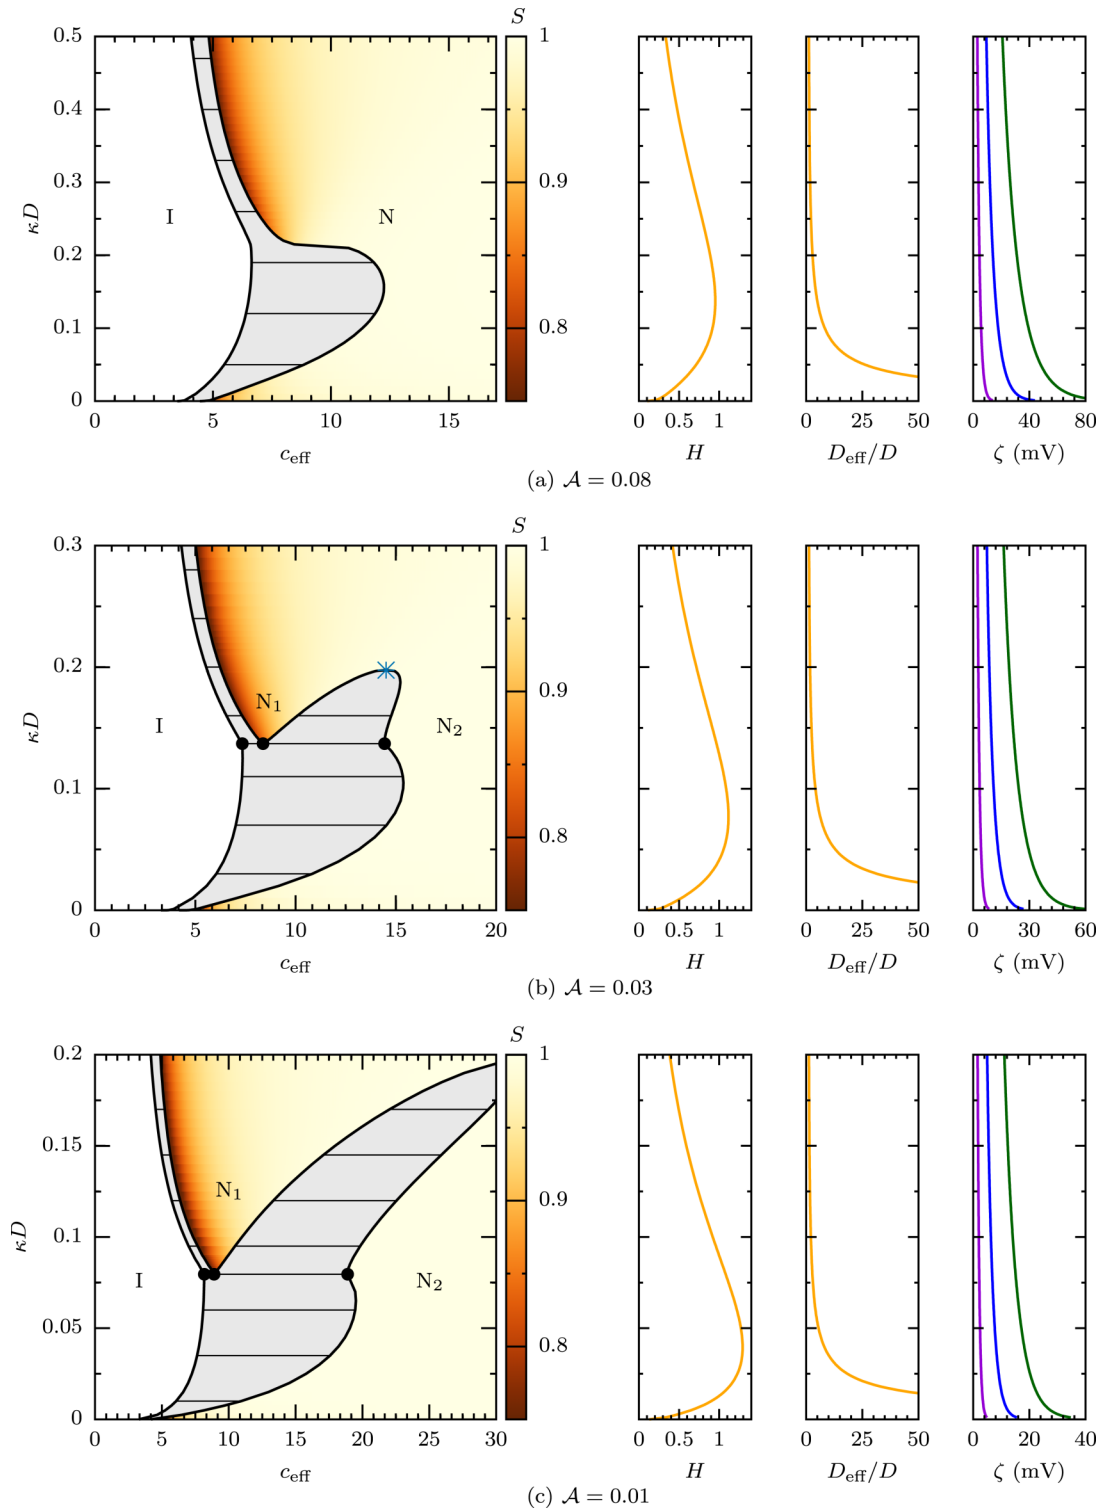 S
0.5
0.4
0.3
0.2
0.1
0
κD
I
N
0 5 10 15
c_eff
1
0.9
0.8
0 0.5 1
H
0 25 50
D_eff/D
0 40 80
ζ (mV)
(a) 𝒜 = 0.08
S
0.3
0.2
0.1
0
κD
I
N₁
N₂
0 5 10 15 20
c_eff
1
0.9
0.8
0 0.5 1
H
0 25 50
D_eff/D
0 30 60
ζ (mV)
(b) 𝒜 = 0.03
S
0.2
0.15
0.1
0.05
0
κD
I
N₁
N₂
0 5 10 15 20 25 30
c_eff
1
0.9
0.8
0 0.5 1
H
0 25 50
D_eff/D
0 20 40
ζ (mV)
(c) 𝒜 = 0.01